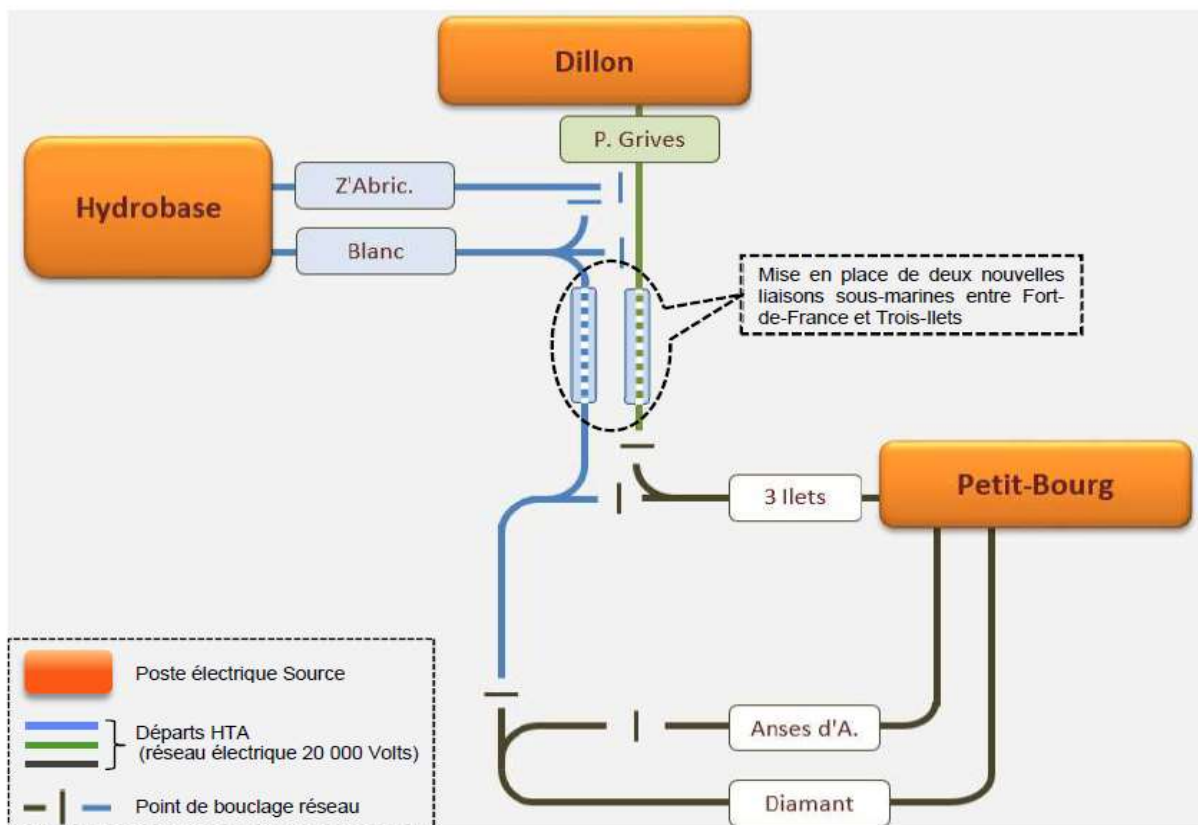 Dillon
P. Grives
Hydrobase
Z'Abric.
Blanc
Mise en place de deux nouvelles
liaisons sous-marines entre Fort-
de-France et Trois-Ilets
3 Ilets
Petit-Bourg
Anses d'A.
Diamant
Poste électrique Source
Départs HTA
(réseau électrique 20 000 Volts)
Point de bouclage réseau